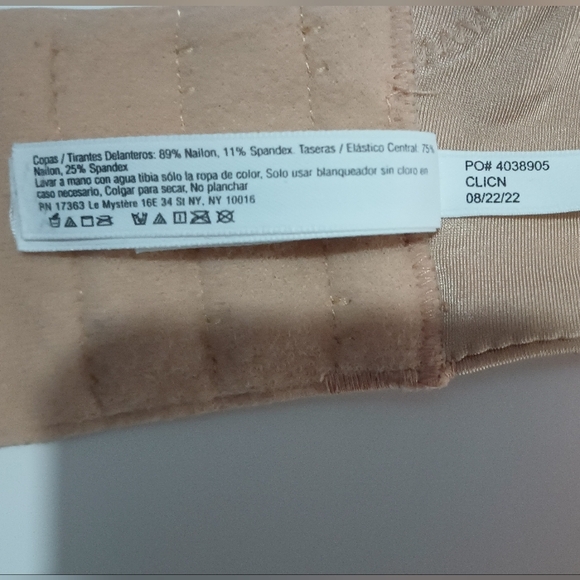 Copas / Tirantes Delanteros: 89% Nailon, 11% Spandex. Taseras / Elástico Central: 75%
Nailon, 25% Spandex
Lavar a mano con agua tibia sólo la ropa de color, Solo usar blanqueador sin cloro en
caso necesario, Colgar para secar, No planchar
RN 17363 Le Mystère 16E 34 St NY, NY 10016
PO# 4038905
CLICN
08/22/22